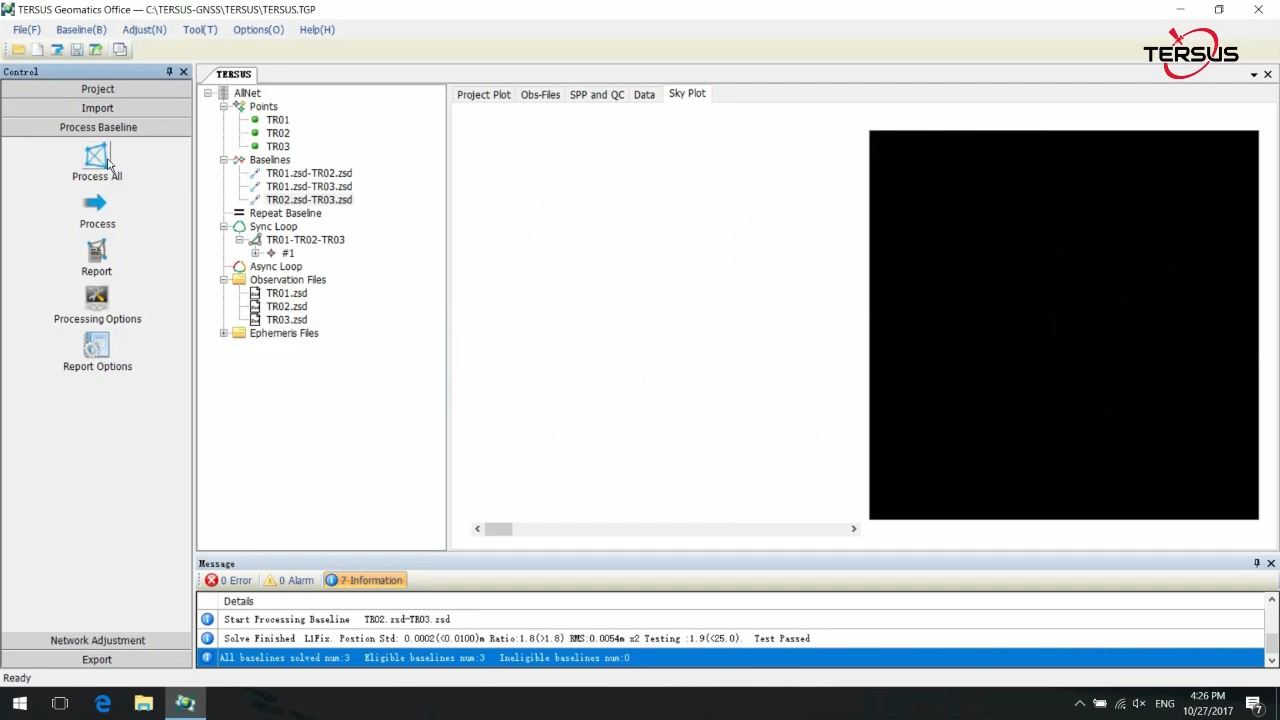 TERSUS Geomatics Office — C:\TERSUS-GNSS\TERSUS\TERSUS.TGP
File(F) Baseline(B) Adjust(N) Tool(T) Options(O) Help(H)
TERSUS
Control
Project
Import
Process Baseline
Process All
Process
Report
Processing Options
Report Options
Network Adjustment
Export
TERSUS
AllNet
Points
TR01
TR02
TR03
Baselines
TR01.zsd-TR02.zsd
TR01.zsd-TR03.zsd
TR02.zsd-TR03.zsd
Repeat Baseline
Sync Loop
TR01-TR02-TR03
#1
Async Loop
Observation Files
TR01.zsd
TR02.zsd
TR03.zsd
Ephemeris Files
Project Plot Obs-Files SPP and QC Data Sky Plot
Message
0 Error 0 Alarm 7 Information
Details
Start Processing Baseline TR02.zsd-TR03.zsd
Solve Finished L1Fix. Postion Std: 0.0002(<0.0100)m Ratio:1.8(>1.8) RMS:0.0054m x2 Testing :1.9(<25.0). Test Passed
All baselines solved num:3 Eligible baselines num:3 Ineligible baselines num:0
Ready
ENG
4:26 PM
10/27/2017
7